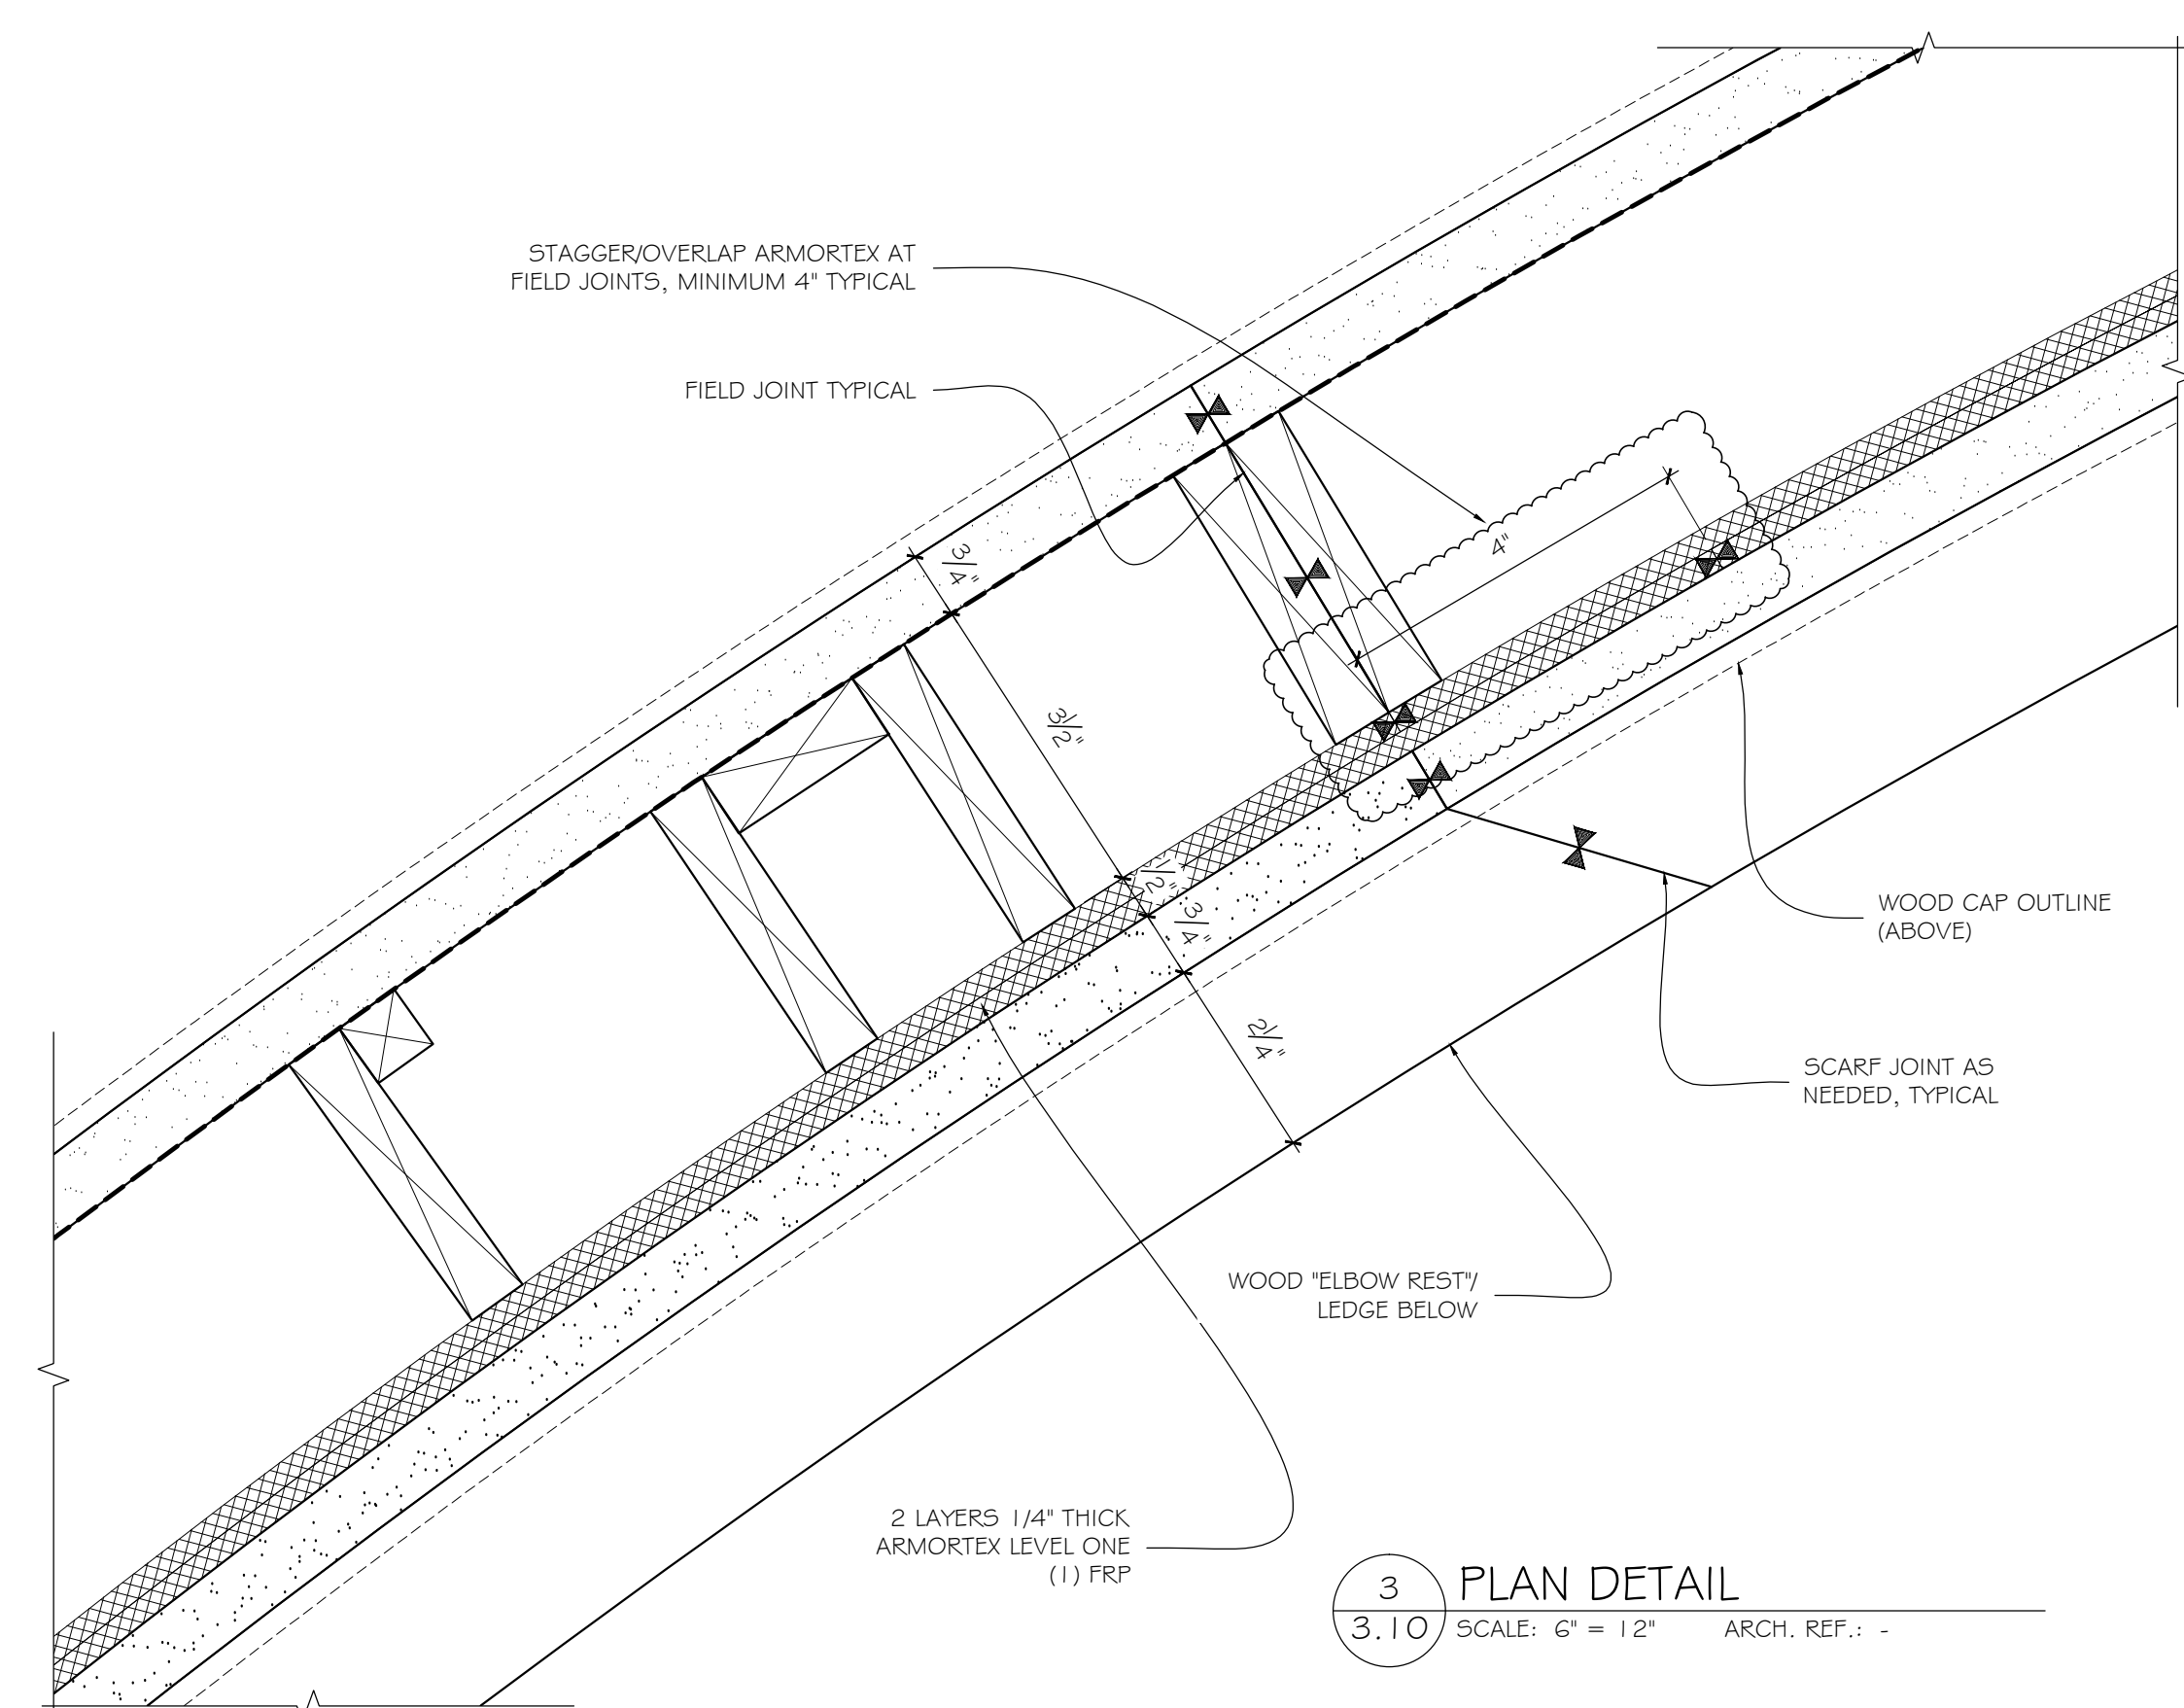 STAGGER/OVERLAP ARMORTEX AT
FIELD JOINTS, MINIMUM 4" TYPICAL
FIELD JOINT TYPICAL
3/4"
3/2"
1/2"
3/4"
2/4"
4"
WOOD CAP OUTLINE
(ABOVE)
SCARF JOINT AS
NEEDED, TYPICAL
WOOD "ELBOW REST"/
LEDGE BELOW
2 LAYERS 1/4" THICK
ARMORTEX LEVEL ONE
(1) FRP
3
3.10
PLAN DETAIL
SCALE: 6" = 12" ARCH. REF.: -